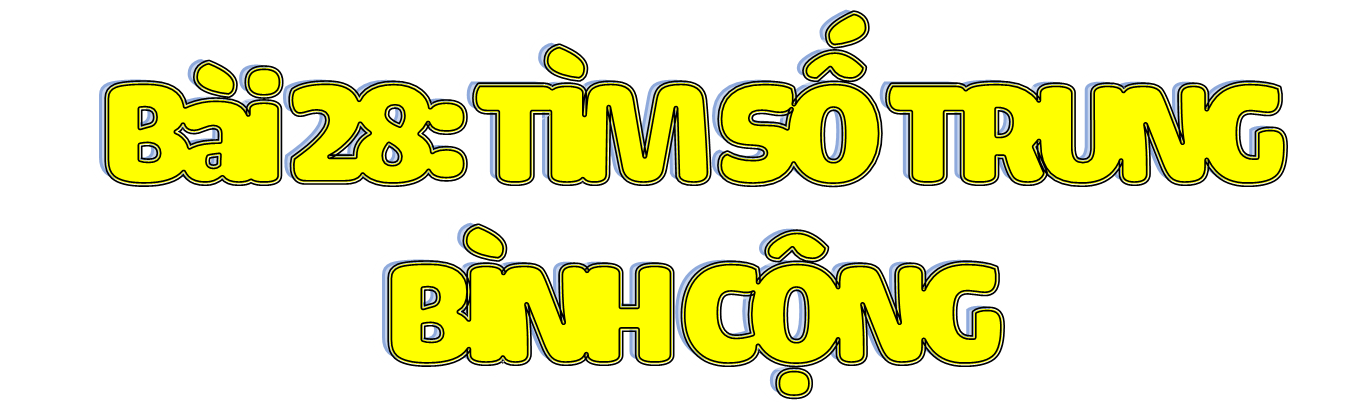 Bài 28: TÌM SỐ TRUNG
BÌNH CỘNG